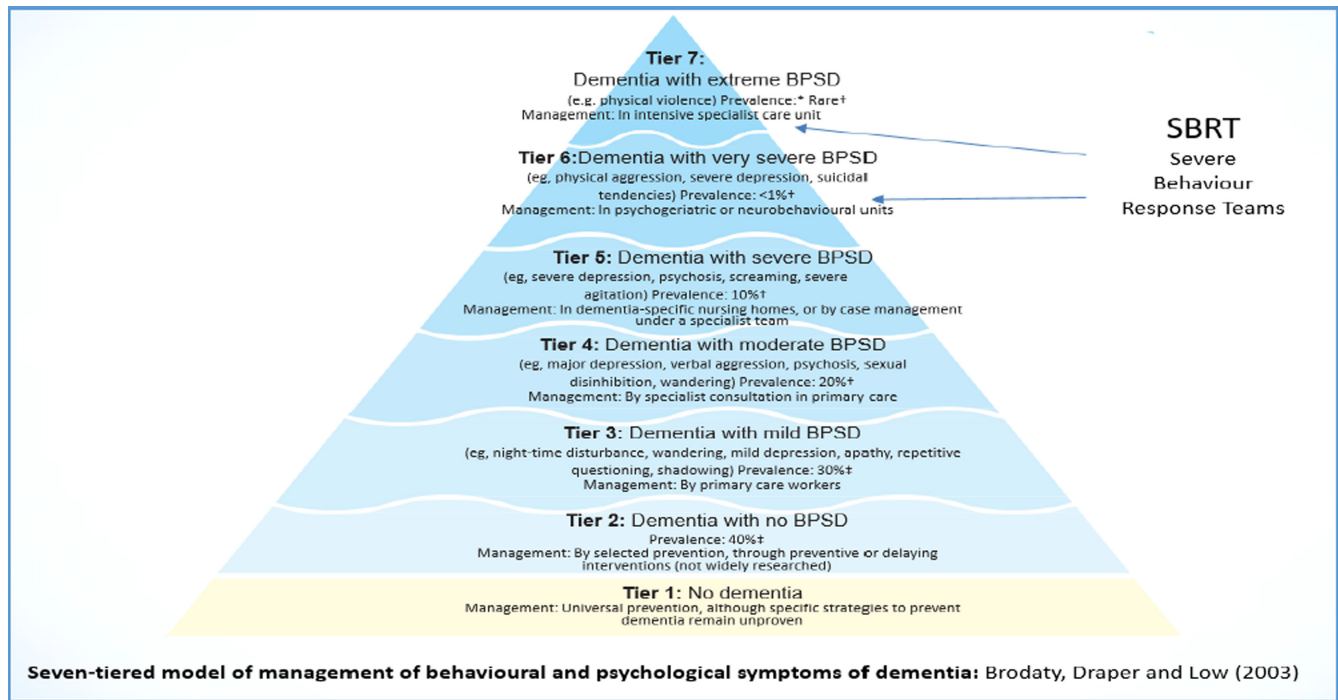 Tier 7:
Dementia with extreme BPSD
(e.g. physical violence) Prevalence:* Rare†
Management: In intensive specialist care unit
Tier 6:Dementia with very severe BPSD
(eg, physical aggression, severe depression, suicidal
tendencies) Prevalence: <1%†
Management: In psychogeriatric or neurobehavioural units
Tier 5: Dementia with severe BPSD
(eg, severe depression, psychosis, screaming, severe
agitation) Prevalence: 10%†
Management: In dementia-specific nursing homes, or by case management
under a specialist team
Tier 4: Dementia with moderate BPSD
(eg, major depression, verbal aggression, psychosis, sexual
disinhibition, wandering) Prevalence: 20%†
Management: By specialist consultation in primary care
Tier 3: Dementia with mild BPSD
(eg, night-time disturbance, wandering, mild depression, apathy, repetitive
questioning, shadowing) Prevalence: 30%‡
Management: By primary care workers
Tier 2: Dementia with no BPSD
Prevalence: 40%‡
Management: By selected prevention, through preventive or delaying
interventions (not widely researched)
Tier 1: No dementia
Management: Universal prevention, although specific strategies to prevent
dementia remain unproven
SBRT
Severe
Behaviour
Response Teams
Seven-tiered model of management of behavioural and psychological symptoms of dementia: Brodaty, Draper and Low (2003)